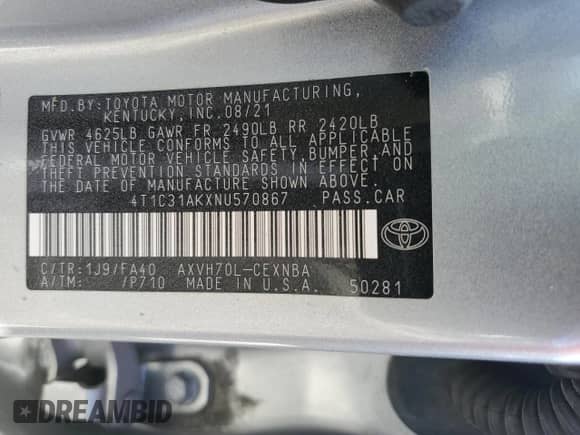 MFD.BY:TOYOTA MOTOR MANUFACTURING,
KENTUCKY, INC.08/21
GVWR 4625LB GAWR FR 2490LB RR 2420LB
THIS VEHICLE CONFORMS TO ALL APPLICABLE
FEDERAL MOTOR VEHICLE SAFETY,BUMPER,AND
THEFT PREVENTION STANDARDS IN EFFECT ON
THE DATE OF MANUFACTURE SHOWN ABOVE.
4T1C31AKXNU570867 PASS.CAR
C/TR:1J9/FA40 AXVH70L-CEXNBA
A/TM: /P710 MADE IN U.S.A. 50281
DREAMBID